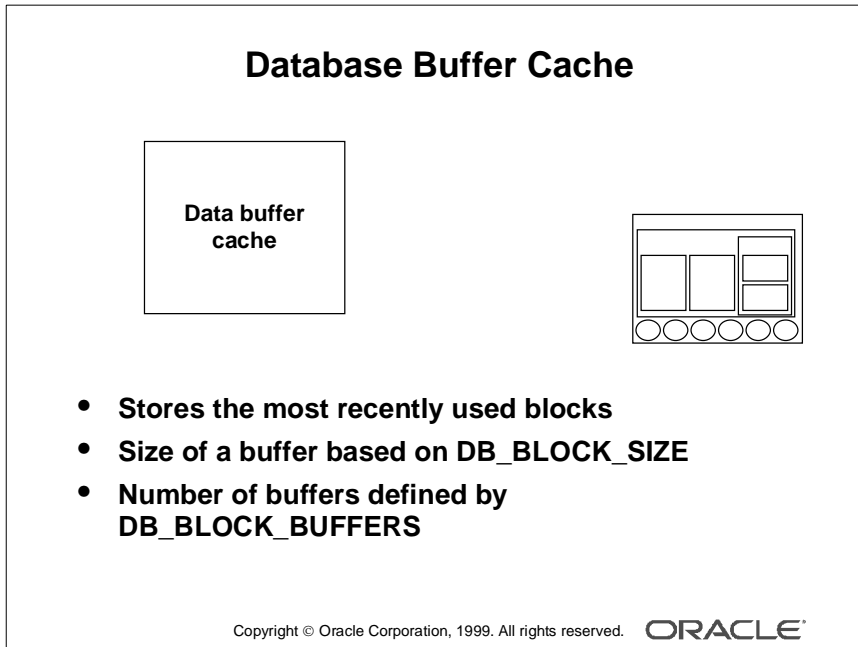 Database Buffer Cache
Data buffer
cache
• Stores the most recently used blocks
• Size of a buffer based on DB_BLOCK_SIZE
• Number of buffers defined by
DB_BLOCK_BUFFERS
Copyright © Oracle Corporation, 1999. All rights reserved. ORACLE®